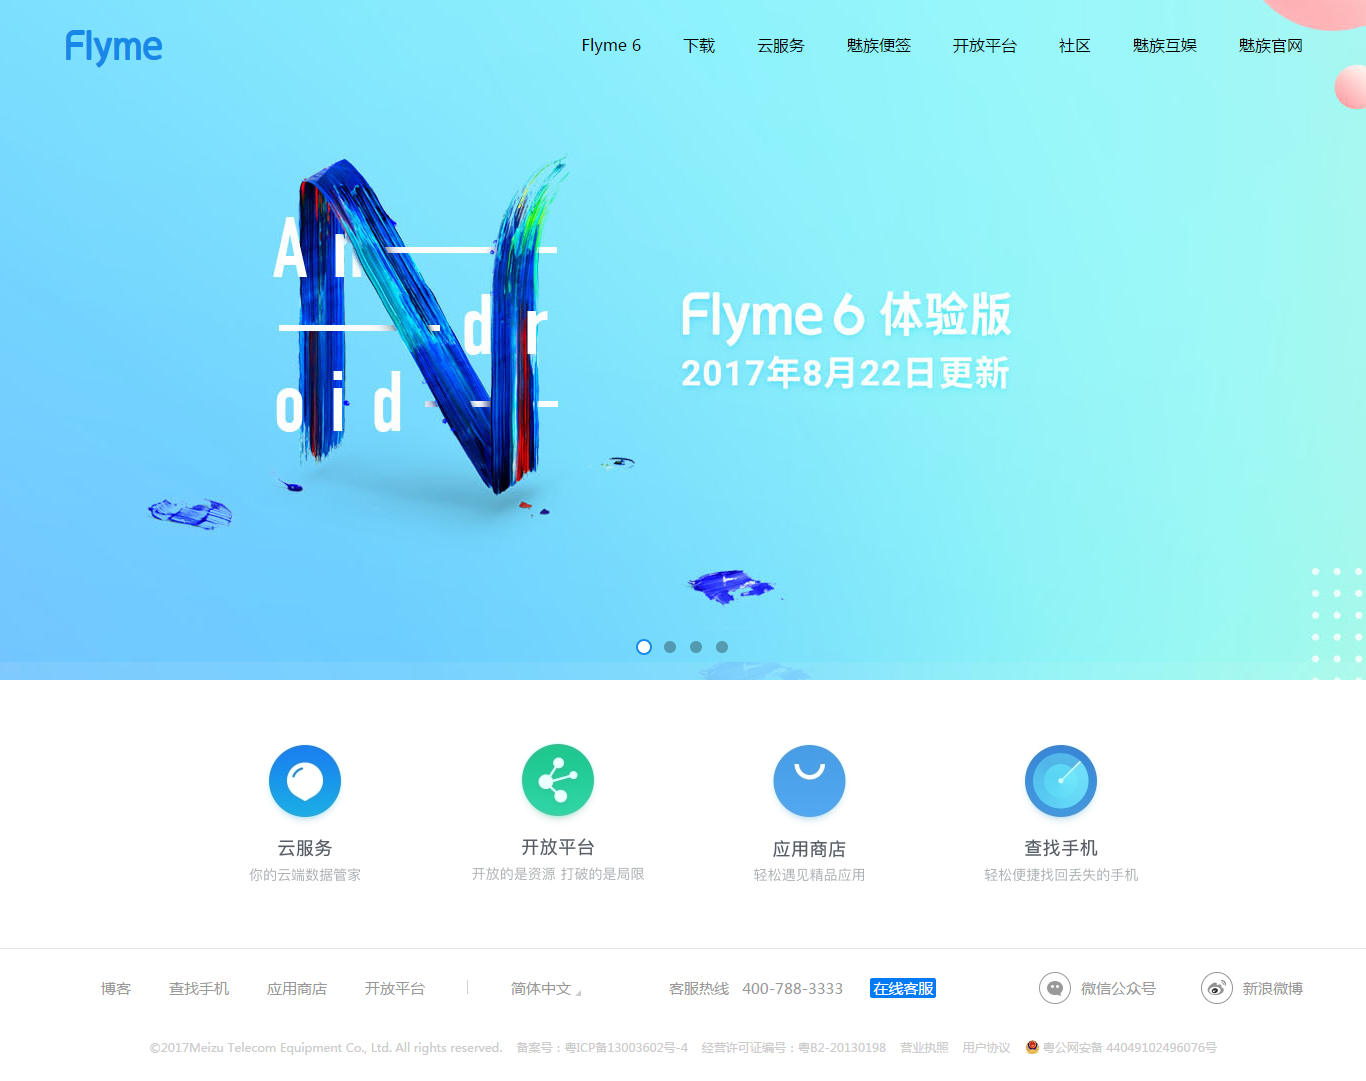 Flyme
Flyme 6 下载 云服务 魅族便签 开放平台 社区 魅族互娱 魅族官网
An
dr
oid
Flyme 6 体验版
2017年8月22日更新
云服务
你的云端数据管家
开放平台
开放的是资源 打破的是局限
应用商店
轻松遇见精品应用
查找手机
轻松便捷找回丢失的手机
博客 查找手机 应用商店 开放平台 简体中文 客服热线 400-788-3333 在线客服 微信公众号 新浪微博
©2017Meizu Telecom Equipment Co., Ltd. All rights reserved. 备案号：粤ICP备13003602号-4 经营许可证编号：粤B2-20130198 营业执照 用户协议 粤公网安备 44049102496076号